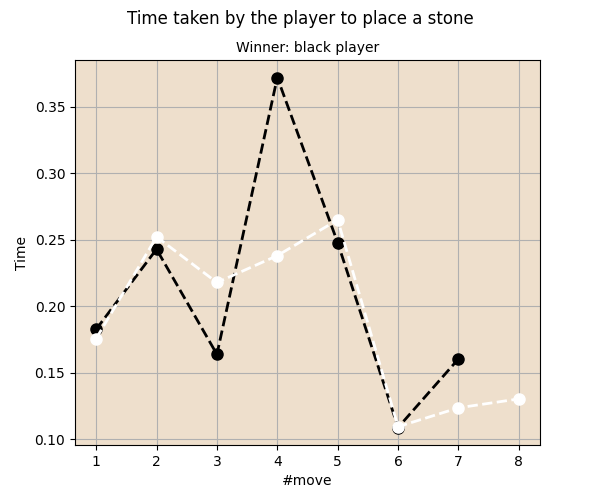 Time taken by the player to place a stone
Winner: black player
0.35
0.30
0.25
0.20
0.15
0.10
Time
1 2 3 4 5 6 7 8
#move